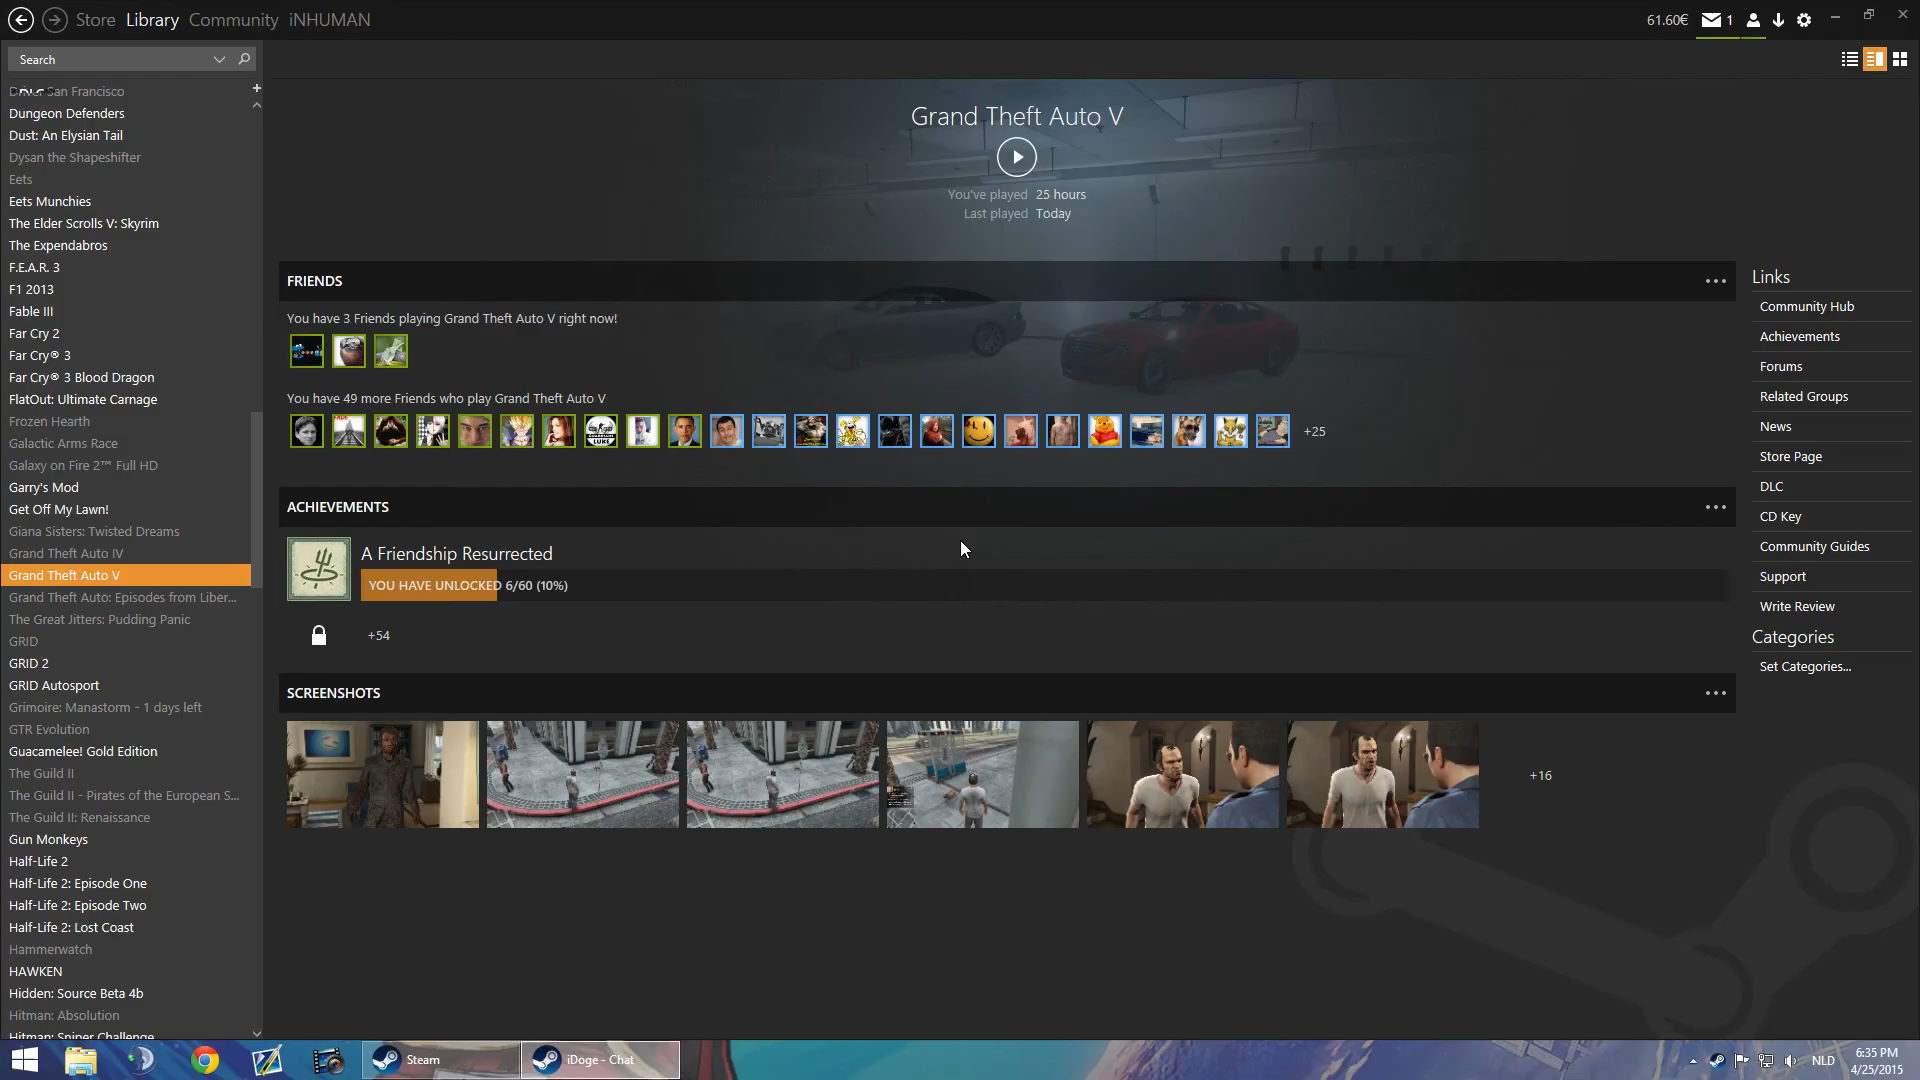 Store Library Community iNHUMAN
61.60€ 1
Search
Driver San Francisco
Dungeon Defenders
Dust: An Elysian Tail
Dysan the Shapeshifter
Eets
Eets Munchies
The Elder Scrolls V: Skyrim
The Expendabros
F.E.A.R. 3
F1 2013
Fable III
Far Cry 2
Far Cry® 3
Far Cry® 3 Blood Dragon
FlatOut: Ultimate Carnage
Frozen Hearth
Galactic Arms Race
Galaxy on Fire 2™ Full HD
Garry's Mod
Get Off My Lawn!
Giana Sisters: Twisted Dreams
Grand Theft Auto IV
Grand Theft Auto V
Grand Theft Auto: Episodes from Liber...
The Great Jitters: Pudding Panic
GRID
GRID 2
GRID Autosport
Grimoire: Manastorm - 1 days left
GTR Evolution
Guacamelee! Gold Edition
The Guild II
The Guild II - Pirates of the European S...
The Guild II: Renaissance
Gun Monkeys
Half-Life 2
Half-Life 2: Episode One
Half-Life 2: Episode Two
Half-Life 2: Lost Coast
Hammerwatch
HAWKEN
Hidden: Source Beta 4b
Hitman: Absolution
Hitman: Sniper Challenge
Grand Theft Auto V
You've played 25 hours
Last played Today
FRIENDS
You have 3 Friends playing Grand Theft Auto V right now!
You have 49 more Friends who play Grand Theft Auto V
+25
ACHIEVEMENTS
A Friendship Resurrected
YOU HAVE UNLOCKED 6/60 (10%)
+54
SCREENSHOTS
+16
Links
Community Hub
Achievements
Forums
Related Groups
News
Store Page
DLC
CD Key
Community Guides
Support
Write Review
Categories
Set Categories...
Steam
iDoge - Chat
NLD
6:35 PM
4/25/2015